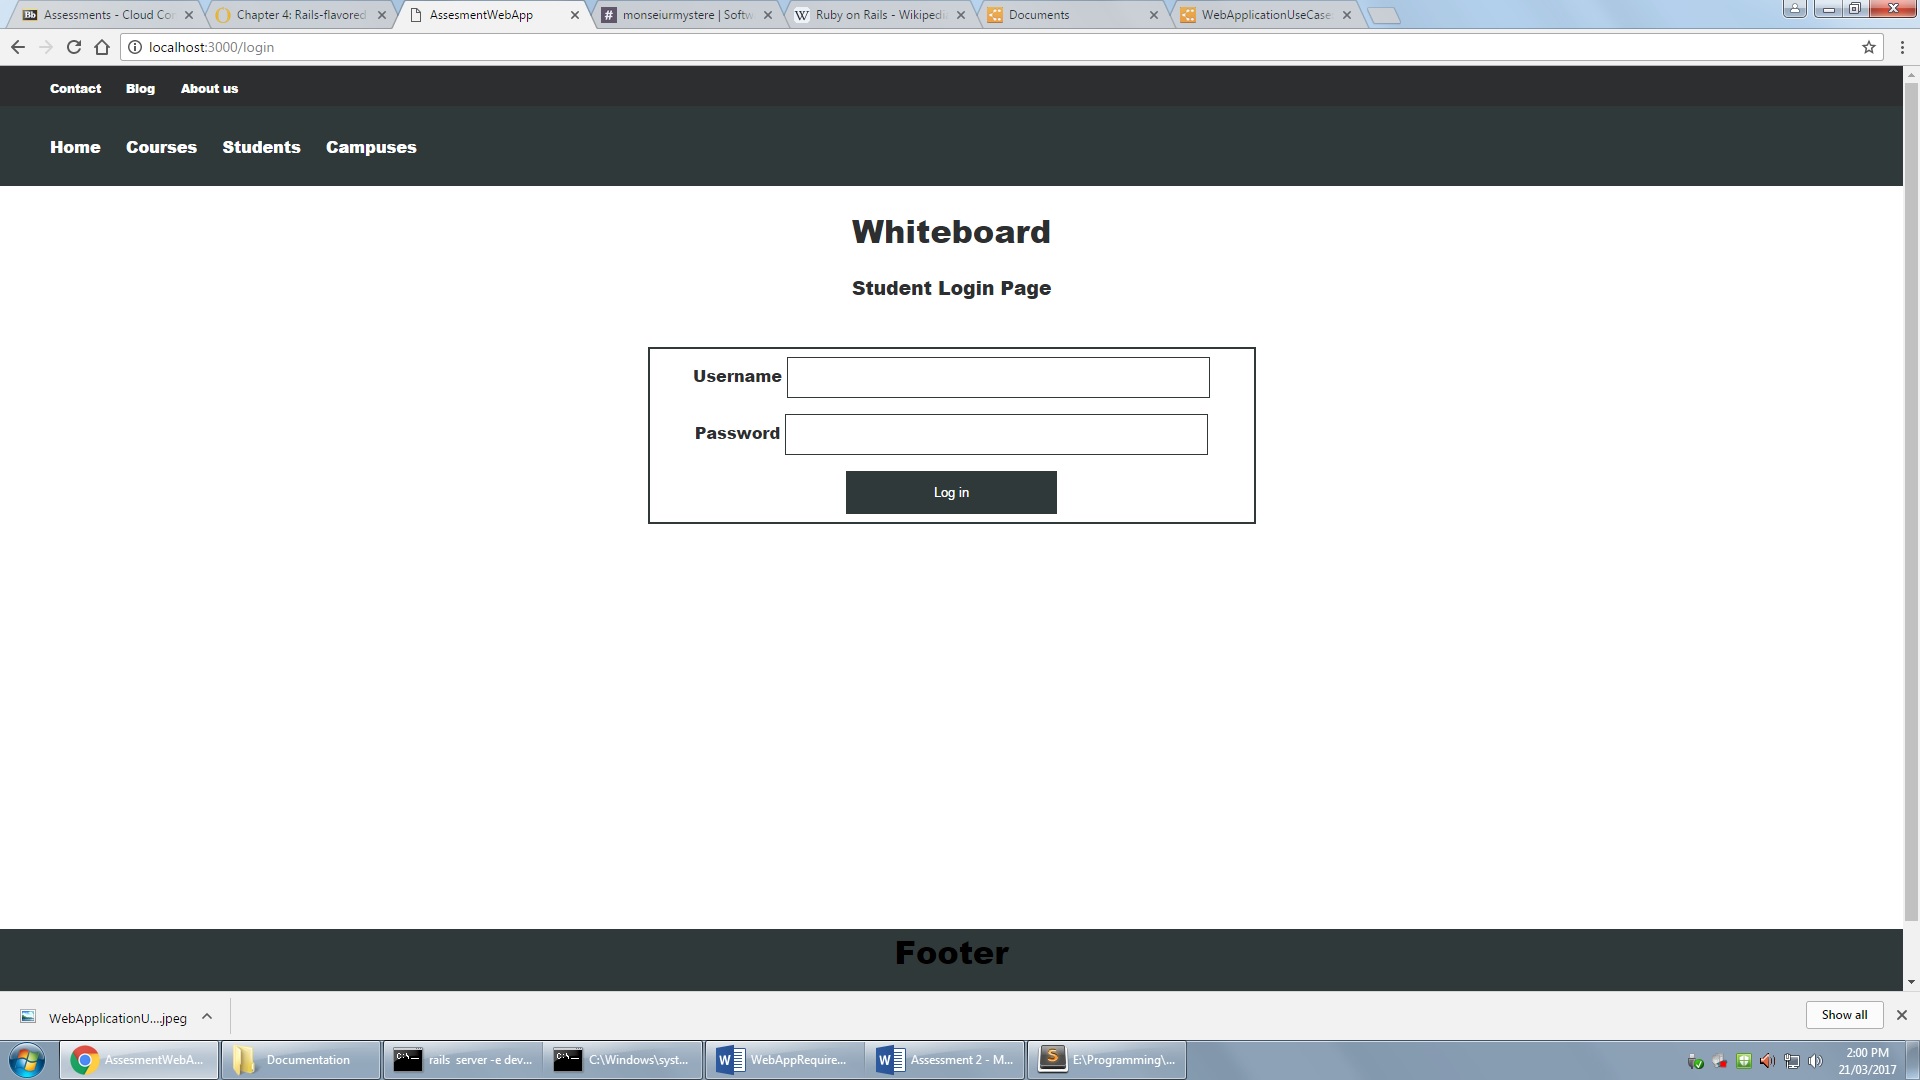 Bb Assessments - Cloud Cor
Chapter 4: Rails-flavored
AssesmentWebApp
# monseiurmystere | Softw
W Ruby on Rails - Wikipedi
Documents
WebApplicationUseCase
localhost:3000/login
Contact Blog About us
Home Courses Students Campuses
Whiteboard
Student Login Page
Username
Password
Log in
Footer
WebApplicationU....jpeg
Show all
AssesmentWebA...
Documentation
C:\_ rails server -e dev...
C:\_ C:\Windows\syst...
W WebAppRequire...
W Assessment 2 - M...
S E:\Programming\...
2:00 PM
21/03/2017